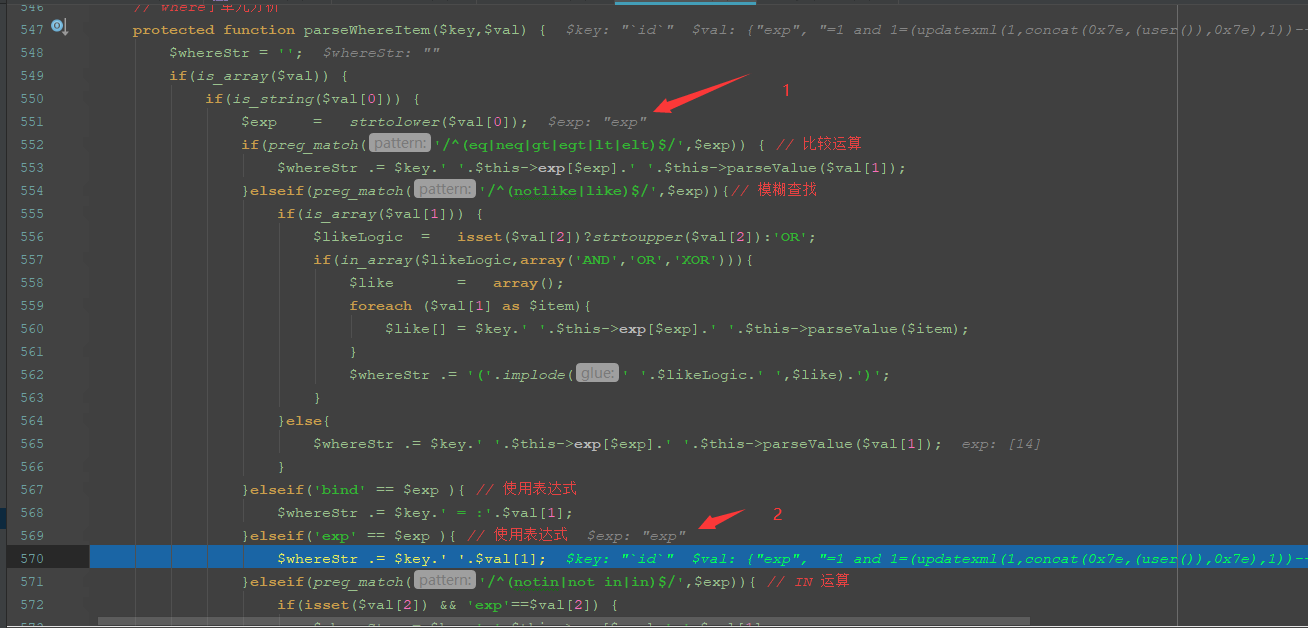 546 // where子单元分析
547 protected function parseWhereItem($key,$val) { $key: "`id`" $val: {"exp", "=1 and 1=(updatexml(1,concat(0x7e,(user()),0x7e),1))--
548 $whereStr = ''; $whereStr: ""
549 if(is_array($val)) {
550 if(is_string($val[0])) {
1
551 $exp = strtolower($val[0]); $exp: "exp"
552 if(preg_match( pattern: '/^(eq|neq|gt|egt|lt|elt)$/',$exp)) { // 比较运算
553 $whereStr .= $key.' '.$this->exp[$exp].' '.$this->parseValue($val[1]);
554 }elseif(preg_match( pattern: '/^(notlike|like)$/',$exp)){// 模糊查找
555 if(is_array($val[1])) {
556 $likeLogic = isset($val[2])?strtoupper($val[2]):'OR';
557 if(in_array($likeLogic,array('AND','OR','XOR'))){
558 $like = array();
559 foreach ($val[1] as $item){
560 $like[] = $key.' '.$this->exp[$exp].' '.$this->parseValue($item);
561 }
562 $whereStr .= '('.implode( glue: ' '.$likeLogic.' ',$like).')';
563 }
564 }else{
565 $whereStr .= $key.' '.$this->exp[$exp].' '.$this->parseValue($val[1]); exp: [14]
566 }
567 }elseif('bind' == $exp ){ // 使用表达式
568 $whereStr .= $key.' = :'.$val[1];
2
569 }elseif('exp' == $exp ){ // 使用表达式 $exp: "exp"
570 $whereStr .= $key.' '.$val[1]; $key: "`id`" $val: {"exp", "=1 and 1=(updatexml(1,concat(0x7e,(user()),0x7e),1))--
571 }elseif(preg_match( pattern: '/^(notin|not in|in)$/',$exp)){ // IN 运算
572 if(isset($val[2]) && 'exp'==$val[2]) {